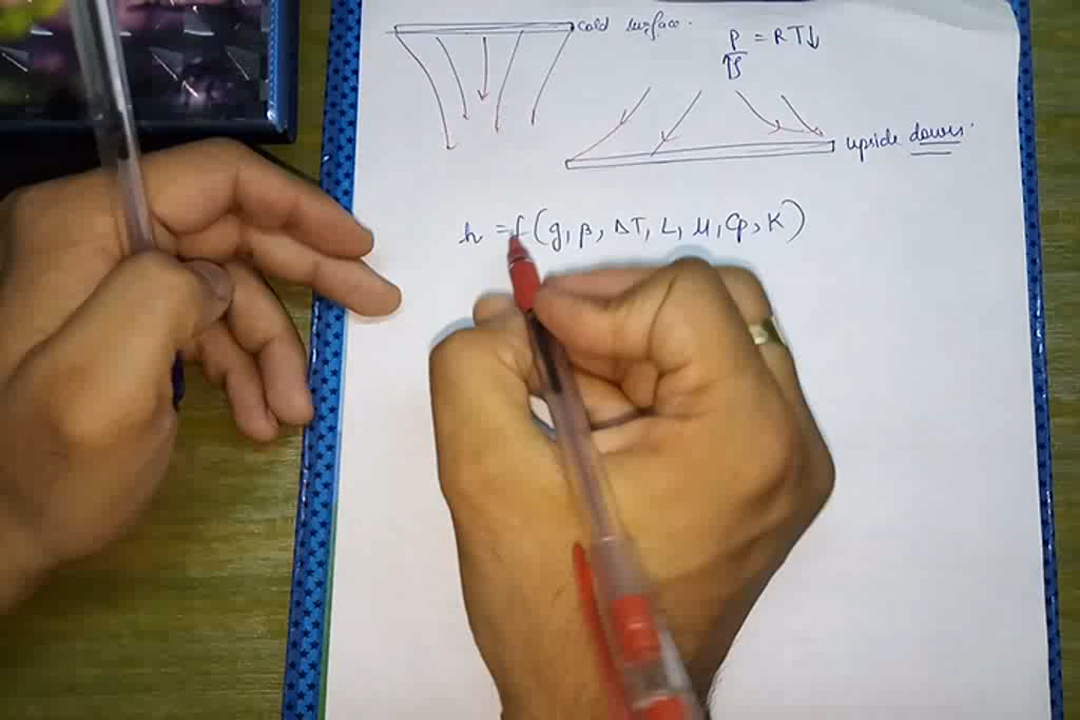 cold surface.
P/↑ρ = RT↓
upside down.
h = f(g, β, ΔT, L, μ, Cp, K)